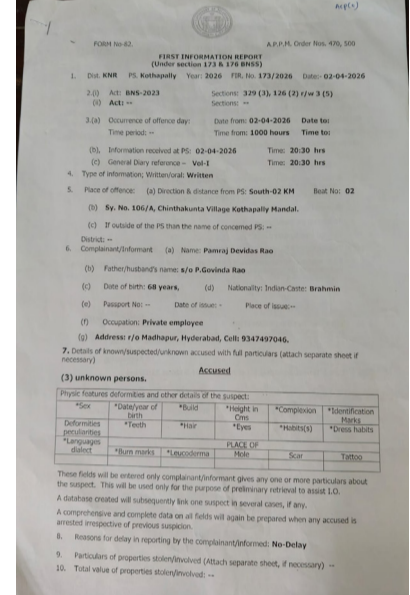 FORM No-63.
A.P.P.M. Order Nos. 470, 500
FIRST INFORMATION REPORT
(Under section 173 & 176 BNSS)
1. Dist. KNR PS. Kothapally Year: 2026 FIR. No. 173/2026 Date:- 02-04-2026
2.(i) Act: BNS-2023 Sections: 329 (3), 126 (2) r/w 3 (5)
(ii) Act: -- Sections: --
3.(a) Occurrence of offence day: Date from: 02-04-2026 Date to:
Time period: -- Time from: 1000 hours Time to:
(b), Information received at PS: 02-04-2026 Time: 20:30 hrs
(c) General Diary reference – Vol-I Time: 20:30 hrs
4. Type of information; Written/oral: Written
5. Place of offence: (a) Direction & distance from PS: South-02 KM Beat No: 02
(b) Sy. No. 106/A, Chinthakunta Village Kothapally Mandal.
(c) If outside of the PS than the name of concerned PS: --
District: --
6. Complainant/Informant (a) Name: Pamraj Devidas Rao
(b) Father/husband's name: s/o P.Govinda Rao
(c) Date of birth: 68 years, (d) Nationality: Indian-Caste: Brahmin
(e) Passport No: -- Date of issue: - Place of issue:--
(f) Occupation: Private employee
(g) Address: r/o Madhapur, Hyderabad, Cell: 9347497046.
7. Details of known/suspected/unknown accused with full particulars (attach separate sheet if
necessary)
Accused
(3) unknown persons.
Physic features deformities and other details of the suspect:
*Sex *Date/year of birth *Build *Height in Cms *Complexion *Identification Marks
Deformities peculiarities *Teeth *Hair *Eyes *Habits(s) *Dress habits
*Languages dialect PLACE OF
*Burn marks *Leucoderma Mole Scar Tattoo
These fields will be entered only complainant/informant gives any one or more particulars about
the suspect. This will be used only for the purpose of preliminary retrieval to assist I.O.
A database created will subsequently link one suspect in several cases, if any.
A comprehensive and complete data on all fields will again be prepared when any accused is
arrested irrespective of previous suspicion.
8. Reasons for delay in reporting by the complainant/informed: No-Delay
9. Particulars of properties stolen/involved (Attach separate sheet, if necessary) --
10. Total value of properties stolen/involved: --